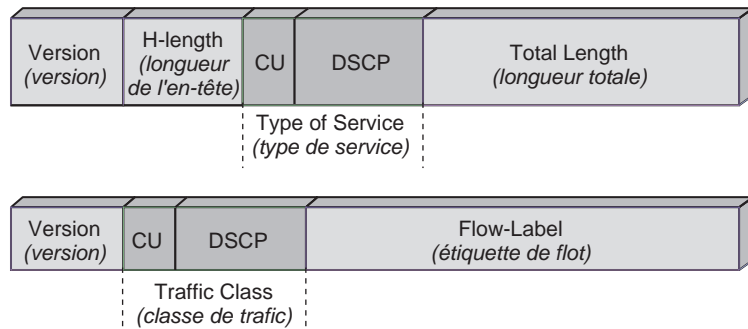 Version
(version)
H-length
(longueur
de l'en-tête)
CU
DSCP
Total Length
(longueur totale)
Type of Service
(type de service)
Version
(version)
CU
DSCP
Flow-Label
(étiquette de flot)
Traffic Class
(classe de trafic)